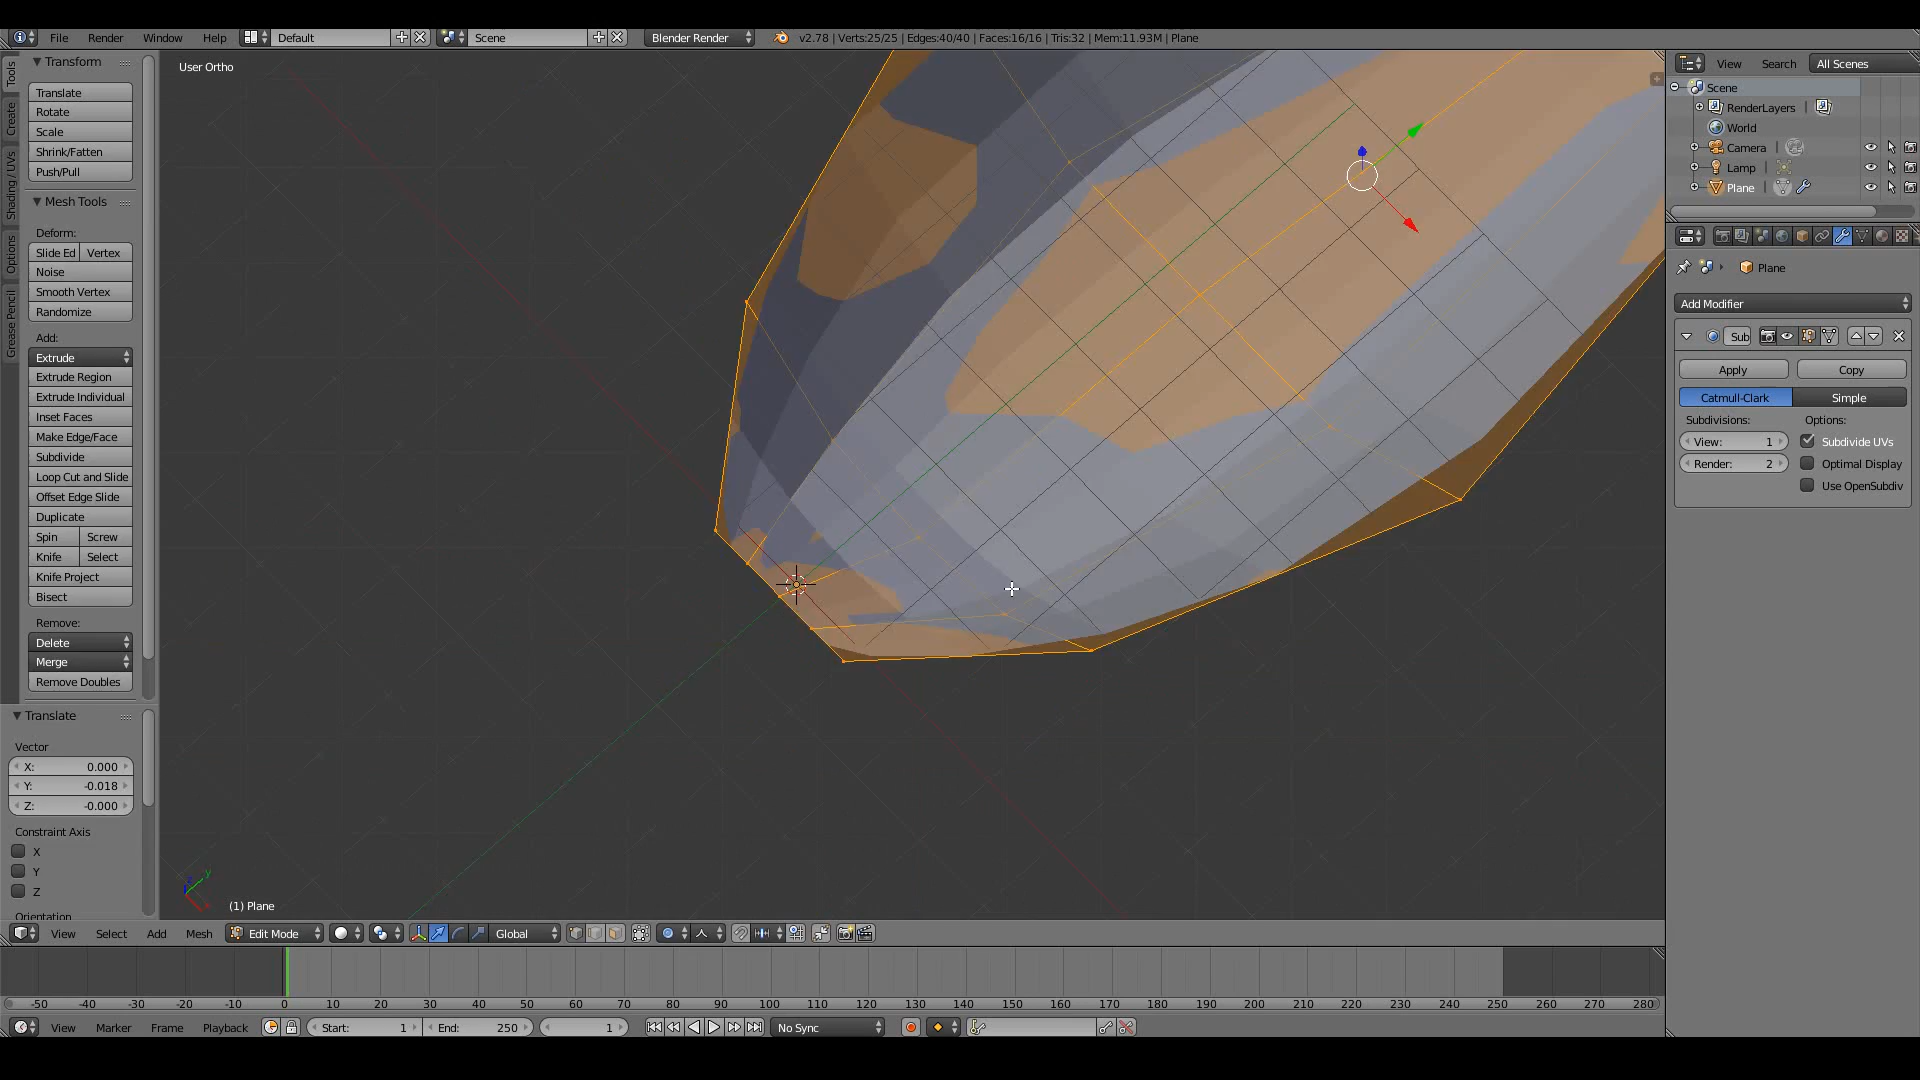 File Render Window Help Default Scene Blender Render v2.78 | Verts:25/25 | Edges:40/40 | Faces:16/16 | Tris:32 | Mem:11.93M | Plane
Tools
Create
Shading / UVs
Options
Grease Pencil
Transform
Translate
Rotate
Scale
Shrink/Fatten
Push/Pull
Mesh Tools
Deform:
Slide Ed Vertex
Noise
Smooth Vertex
Randomize
Add:
Extrude
Extrude Region
Extrude Individual
Inset Faces
Make Edge/Face
Subdivide
Loop Cut and Slide
Offset Edge Slide
Duplicate
Spin Screw
Knife Select
Knife Project
Bisect
Remove:
Delete
Merge
Remove Doubles
Translate
Vector
X: 0.000
Y: -0.018
Z: -0.000
Constraint Axis
X
Y
Z
Orientation
User Ortho
(1) Plane
View Select Add Mesh Edit Mode Global
View Search All Scenes
Scene
RenderLayers
World
Camera
Lamp
Plane
Plane
Add Modifier
Sub
Apply Copy
Catmull-Clark Simple
Subdivisions: Options:
View: 1 Subdivide UVs
Render: 2 Optimal Display
Use OpenSubdiv
-50 -40 -30 -20 -10 0 10 20 30 40 50 60 70 80 90 100 110 120 130 140 150 160 170 180 190 200 210 220 230 240 250 260 270 280
View Marker Frame Playback Start: 1 End: 250 1 No Sync